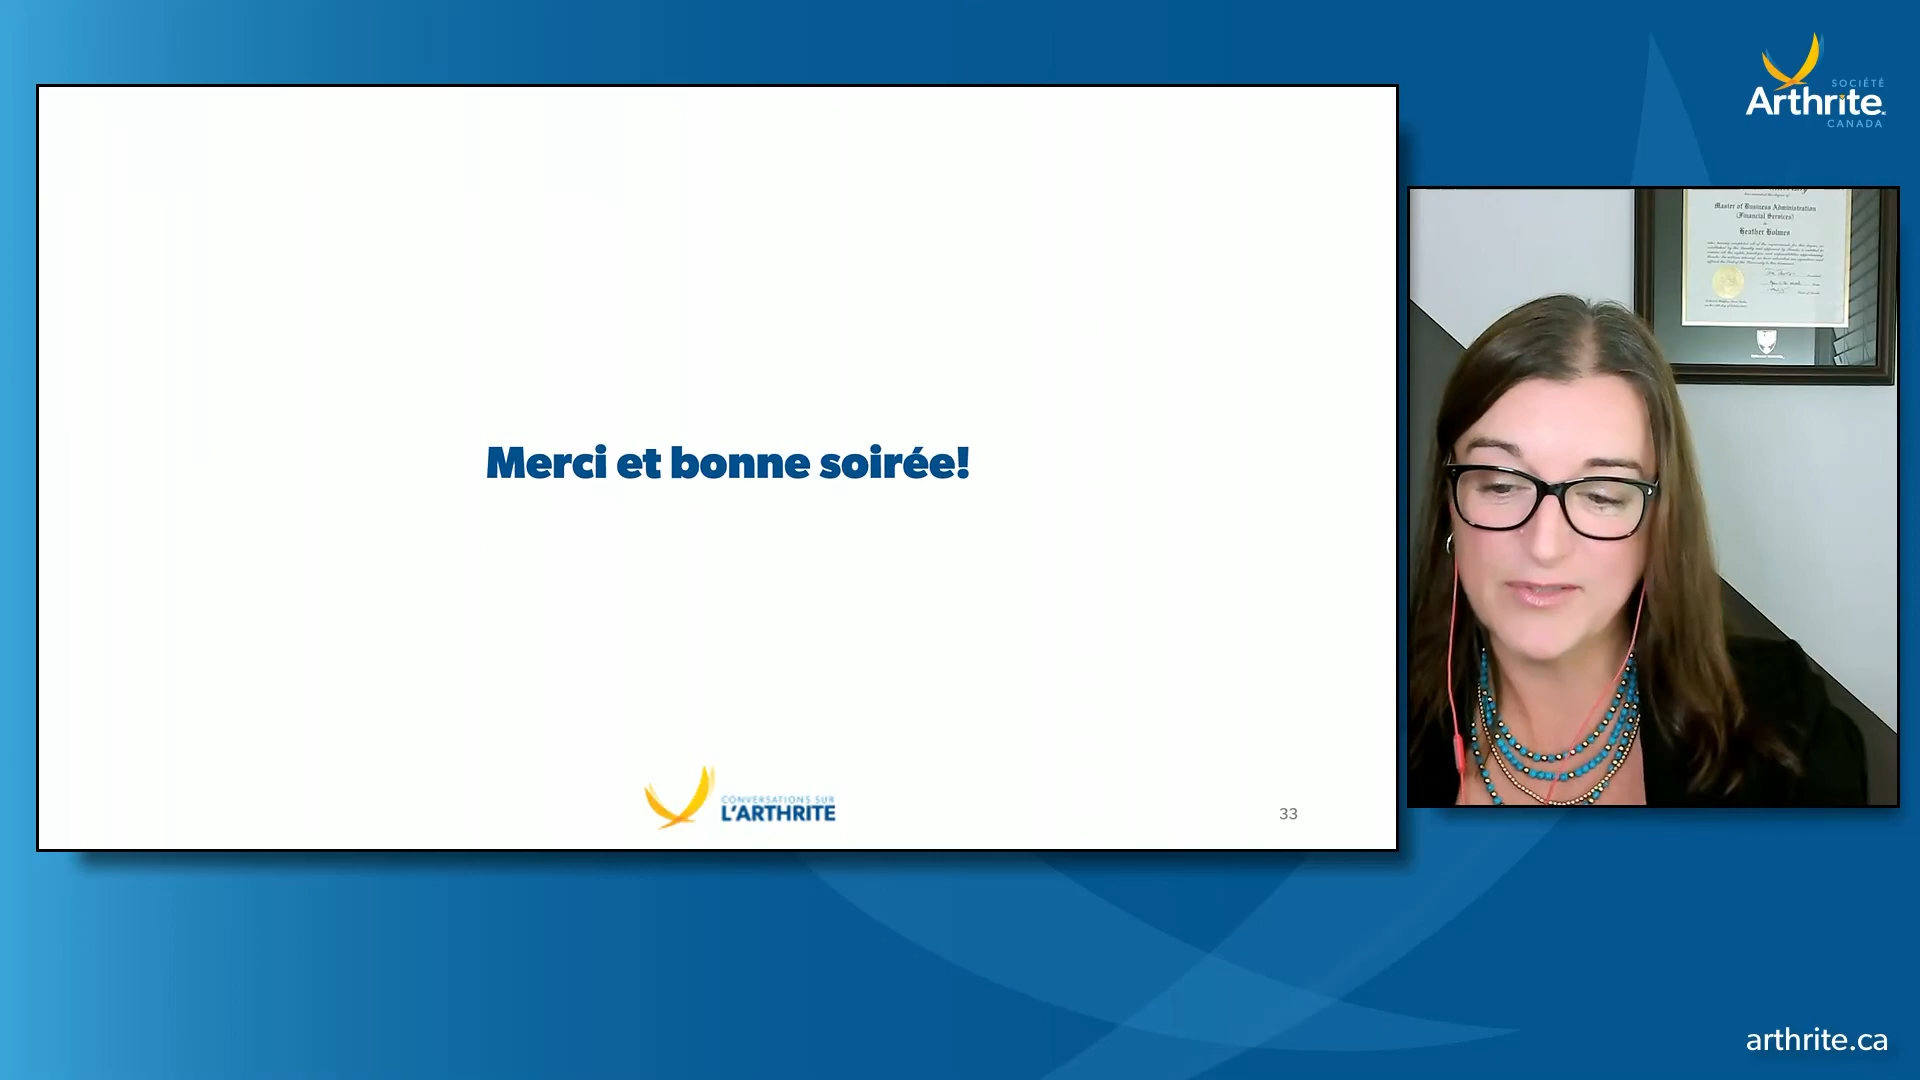 SOCIÉTÉ
Arthrite
CANADA
Merci et bonne soirée!
CONVERSATIONS SUR
L'ARTHRITE
33
Master of Business Administration
(Financial Services)
Heather Holmes
arthrite.ca